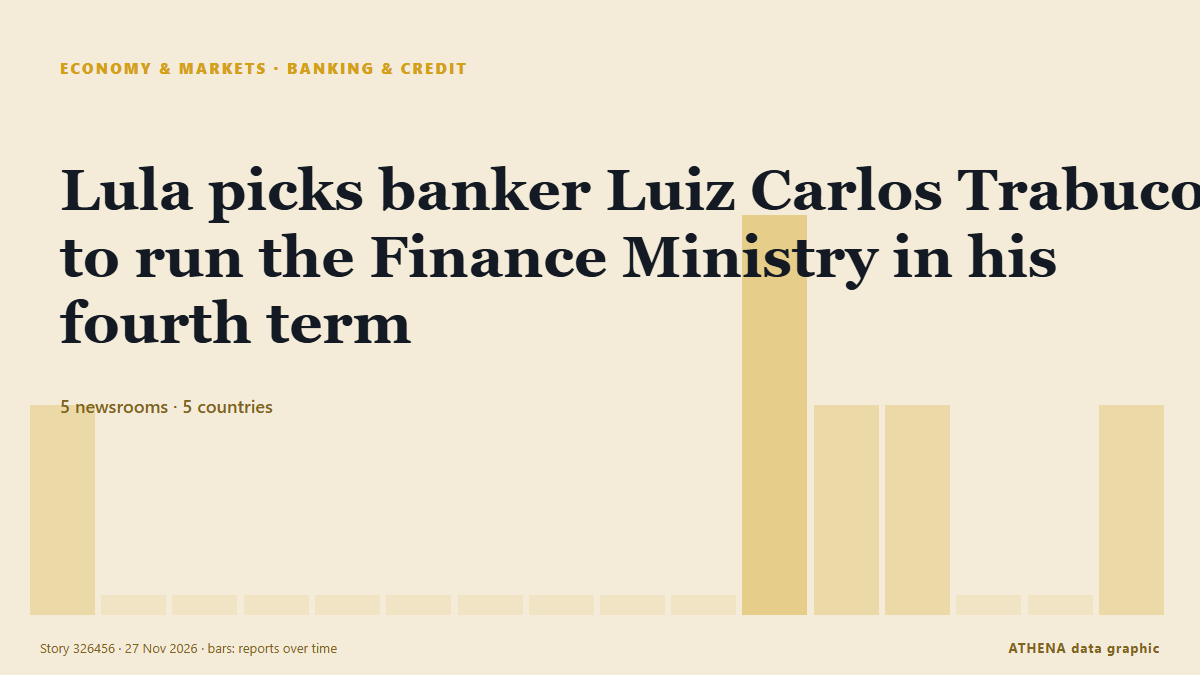 ECONOMY & MARKETS · BANKING & CREDIT
Lula picks banker Luiz Carlos Trabuco
to run the Finance Ministry in his
fourth term
5 newsrooms · 5 countries
Story 326456 · 27 Nov 2026 · bars: reports over time
ATHENA data graphic